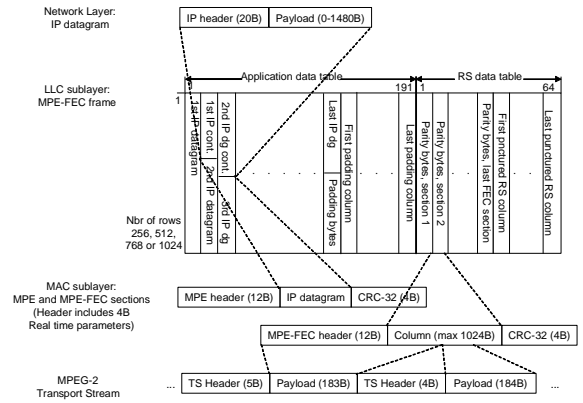 Network Layer:
IP datagram
IP header (20B)
Payload (0-1480B)
Application data table
RS data table
LLC sublayer:
MPE-FEC frame
1
191
1
64
1st IP datagram
1st IP cont.
2nd IP datagram
2nd IP dg cont.
3rd IP dg
. . .
Last IP dg
Padding bytes
First padding column
Last padding column
Parity bytes, section 1
Parity bytes, section 2
Parity bytes, last FEC section
First pnctured RS column
Last punctured RS column
Nbr of rows
256, 512,
768 or 1024
MAC sublayer:
MPE and MPE-FEC sections
(Header includes 4B
Real time parameters)
MPE header (12B)
IP datagram
CRC-32 (4B)
MPE-FEC header (12B)
Column (max 1024B)
CRC-32 (4B)
MPEG-2
Transport Stream
...
TS Header (5B)
Payload (183B)
TS Header (4B)
Payload (184B)
...